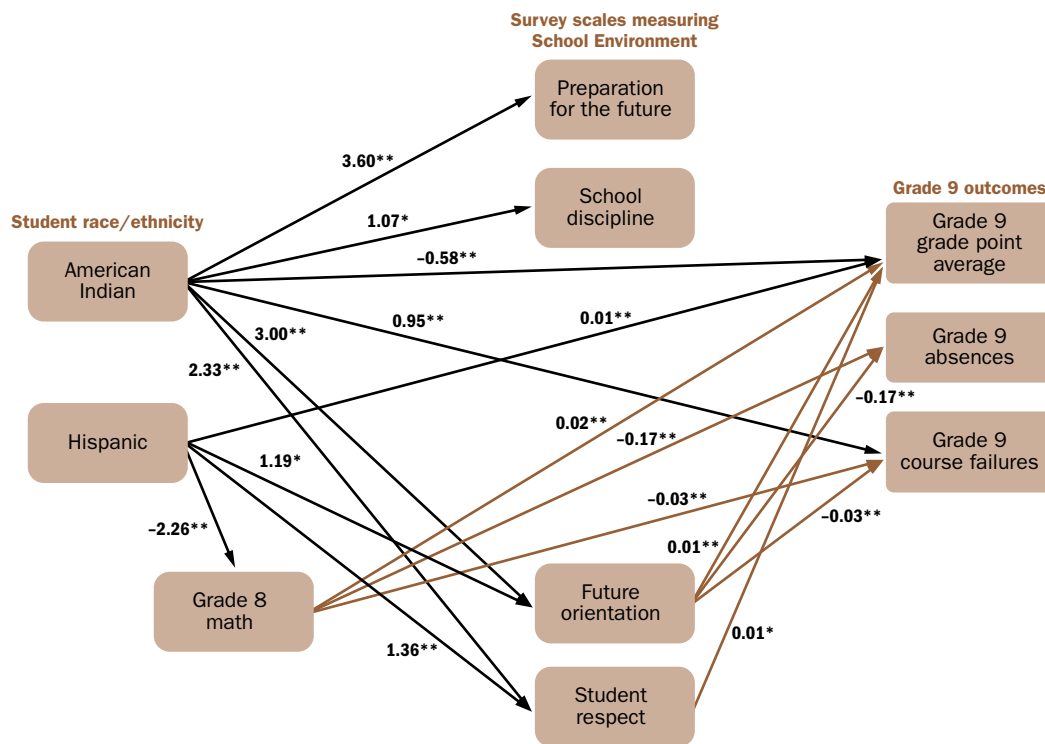 Survey scales measuring
School Environment
Preparation
for the future
3.60**
School
discipline
Grade 9 outcomes
Student race/ethnicity
1.07*
Grade 9
grade point
average
American
Indian
–0.58**
3.00**
0.95**
0.01**
Grade 9
absences
2.33**
–0.17**
Hispanic
0.02**
–0.17**
Grade 9
course failures
1.19*
–0.03**
–2.26**
–0.03**
0.01**
Grade 8
math
Future
orientation
1.36**
0.01*
Student
respect